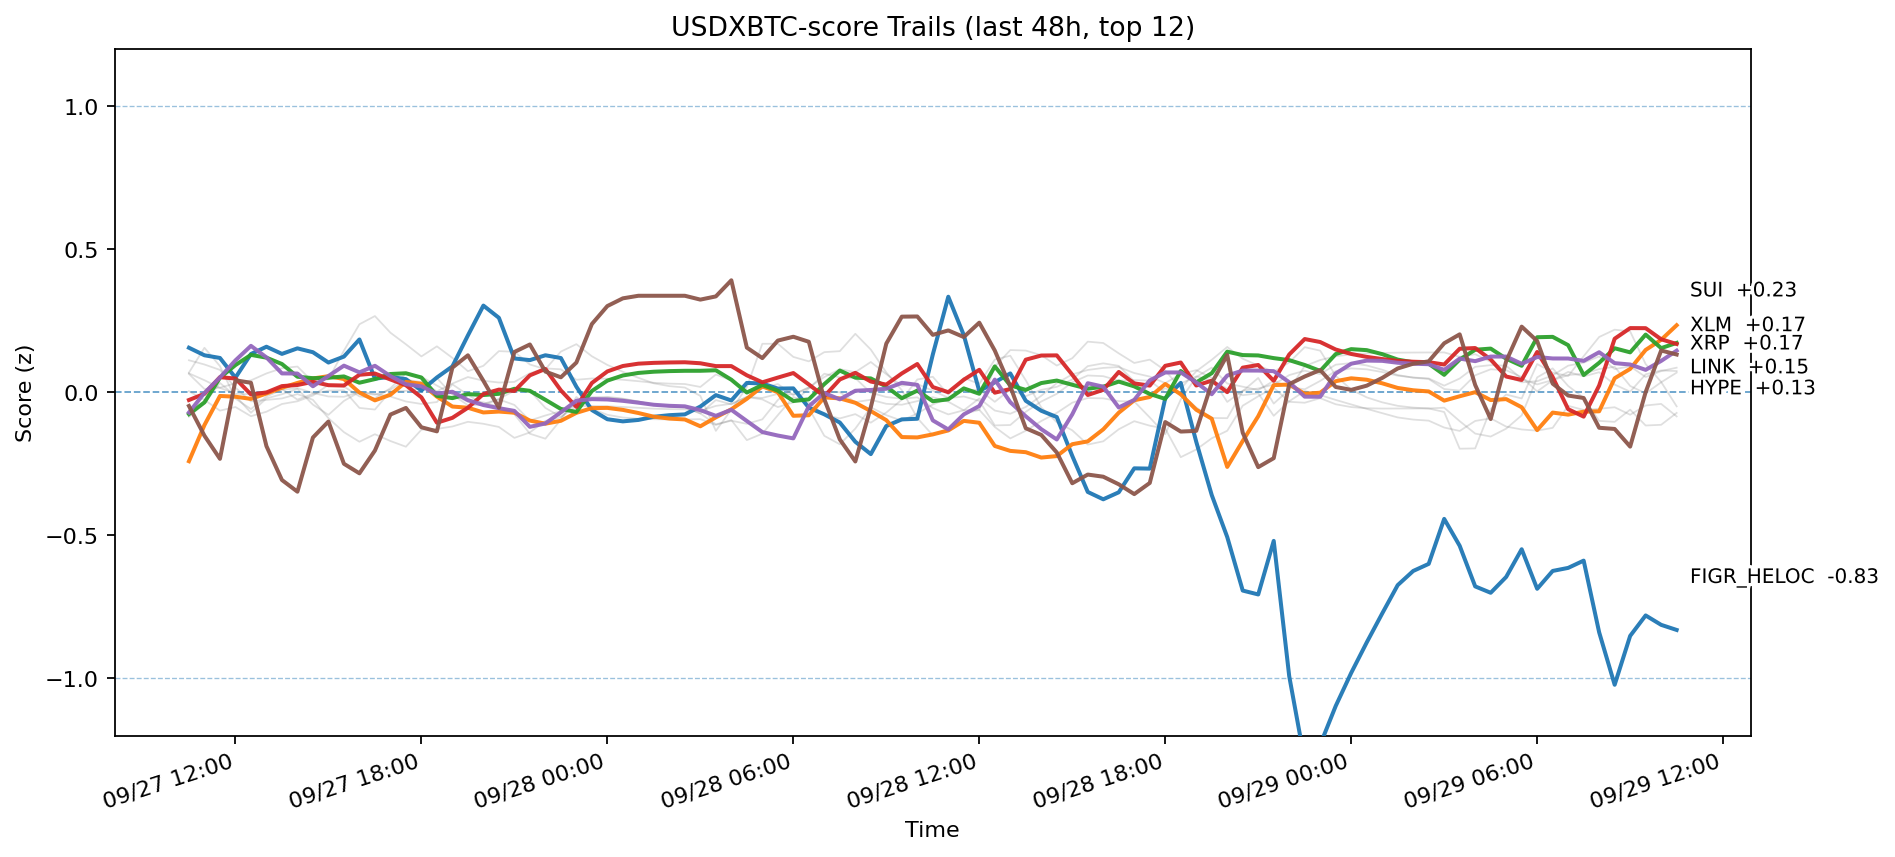 USDXBTC-score Trails (last 48h, top 12)
Score (z)
1.0
0.5
0.0
−0.5
−1.0
SUI +0.23
XLM +0.17
XRP +0.17
LINK +0.15
HYPE +0.13
FIGR_HELOC -0.83
09/27 12:00
09/27 18:00
09/28 00:00
09/28 06:00
09/28 12:00
09/28 18:00
09/29 00:00
09/29 06:00
09/29 12:00
Time